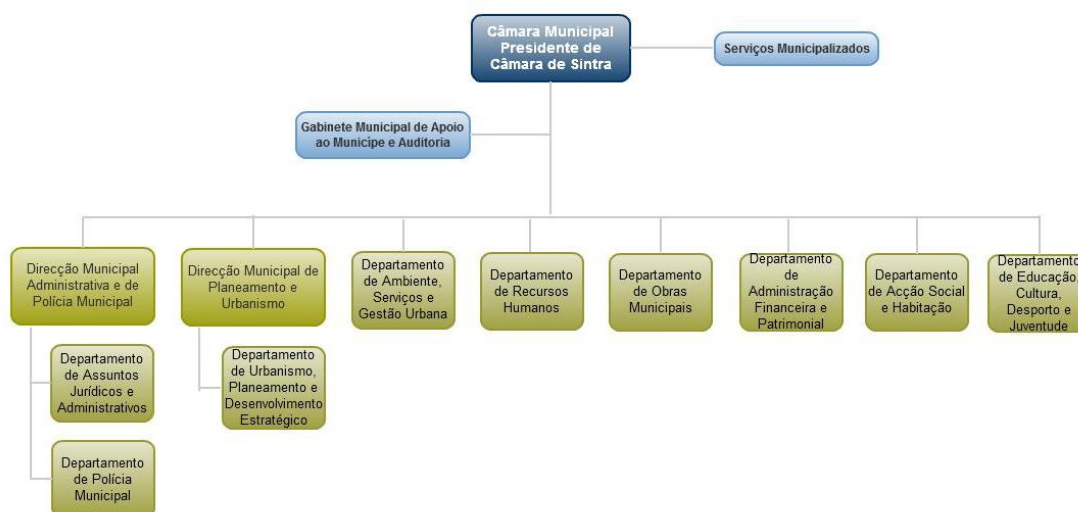 Câmara Municipal
Presidente de
Câmara de Sintra
Serviços Municipalizados
Gabinete Municipal de Apoio
ao Municípe e Auditoria
Direcção Municipal
Administrativa e de
Polícia Municipal
Direcção Municipal de
Planeamento e
Urbanismo
Departamento
de Ambiente,
Serviços e
Gestão Urbana
Departamento
de Recursos
Humanos
Departamento
de Obras
Municipais
Departamento
de
Administração
Financeira e
Patrimonial
Departamento
de Acção Social
e Habitação
Departamento
de Educação,
Cultura,
Desporto e
Juventude
Departamento
de Assuntos
Jurídicos e
Administrativos
Departamento
de Urbanismo,
Planeamento e
Desenvolvimento
Estratégico
Departamento
de Polícia
Municipal